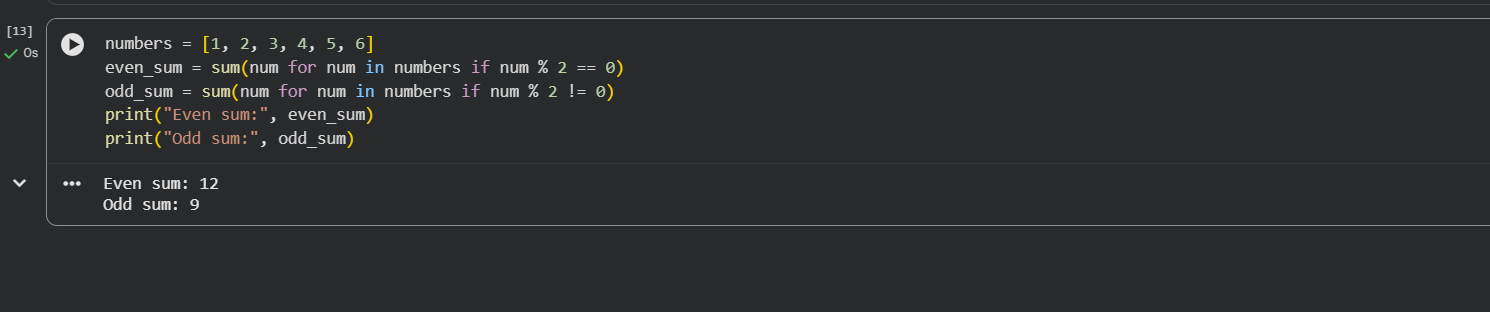 [13]
0s
numbers = [1, 2, 3, 4, 5, 6]
even_sum = sum(num for num in numbers if num % 2 == 0)
odd_sum = sum(num for num in numbers if num % 2 != 0)
print("Even sum:", even_sum)
print("Odd sum:", odd_sum)
Even sum: 12
Odd sum: 9